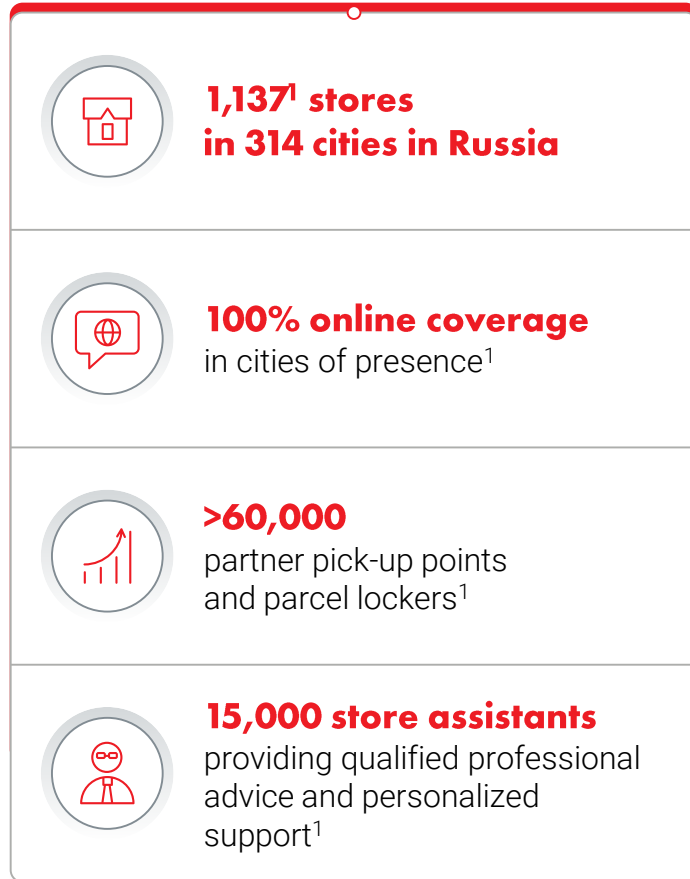 1,137¹ stores
in 314 cities in Russia
100% online coverage
in cities of presence¹
>60,000
partner pick-up points
and parcel lockers¹
15,000 store assistants
providing qualified professional
advice and personalized
support¹